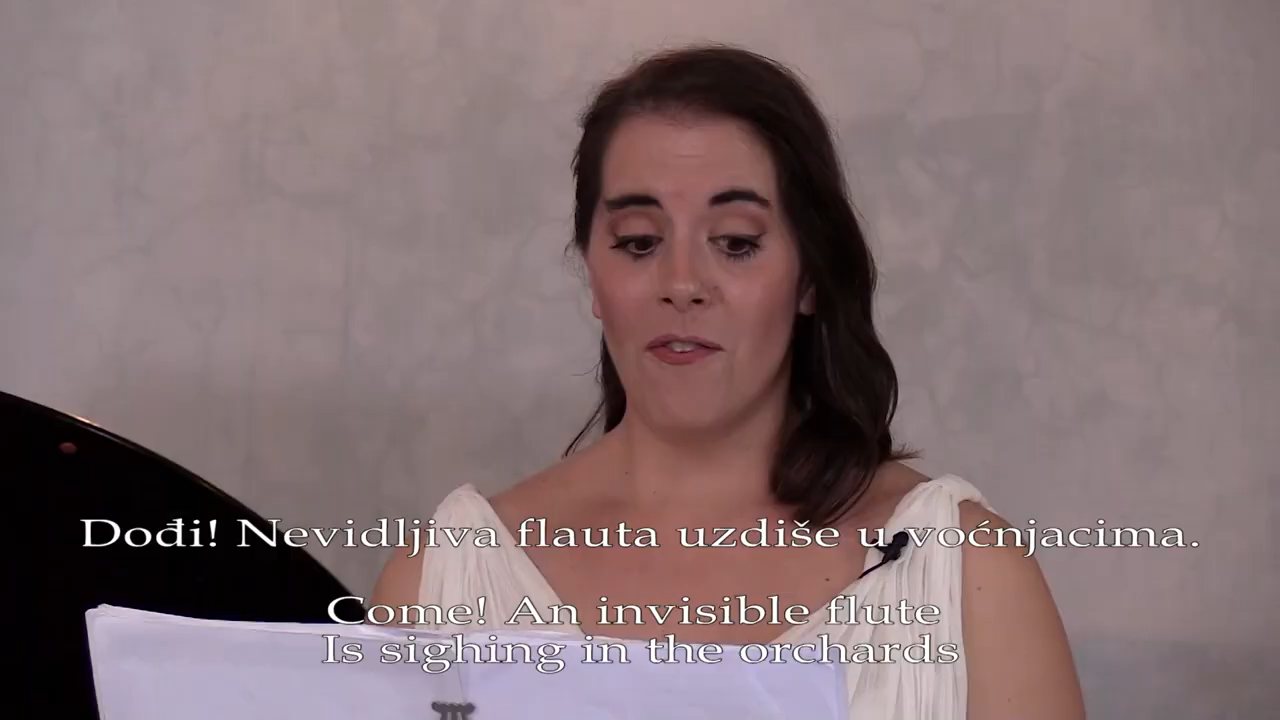 Dođi! Nevidljiva flauta uzdiše u voćnjacima.
Come! An invisible flute
Is sighing in the orchards